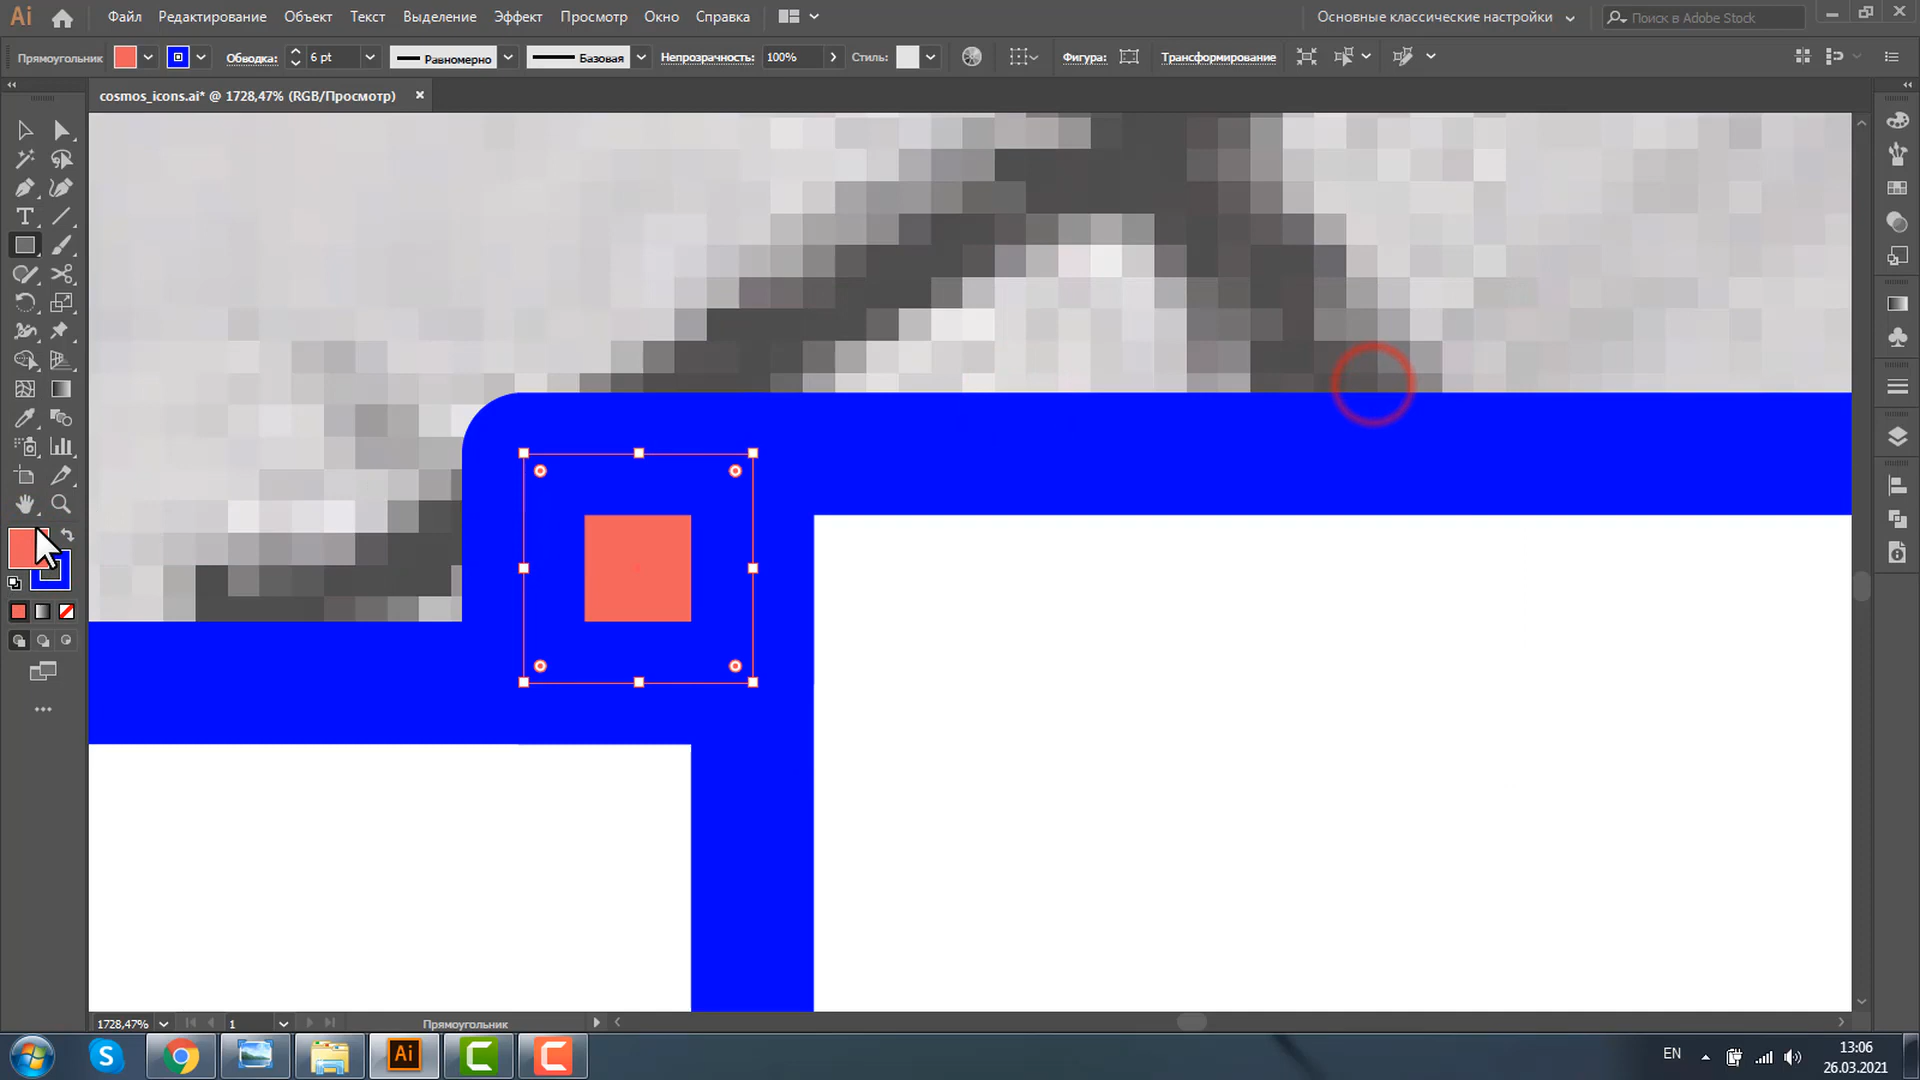 Ai Файл Редактирование Объект Текст Выделение Эффект Просмотр Окно Справка Основные классические настройки Поиск в Adobe Stock
Прямоугольник Обводка: 6 pt Равномерно Базовая Непрозрачность: 100% Стиль: Фигура: Трансформирование
cosmos_icons.ai* @ 1728,47% (RGB/Просмотр) ×
T
1728,47% 1 Прямоугольник
S Ai C C EN 13:06
26.03.2021